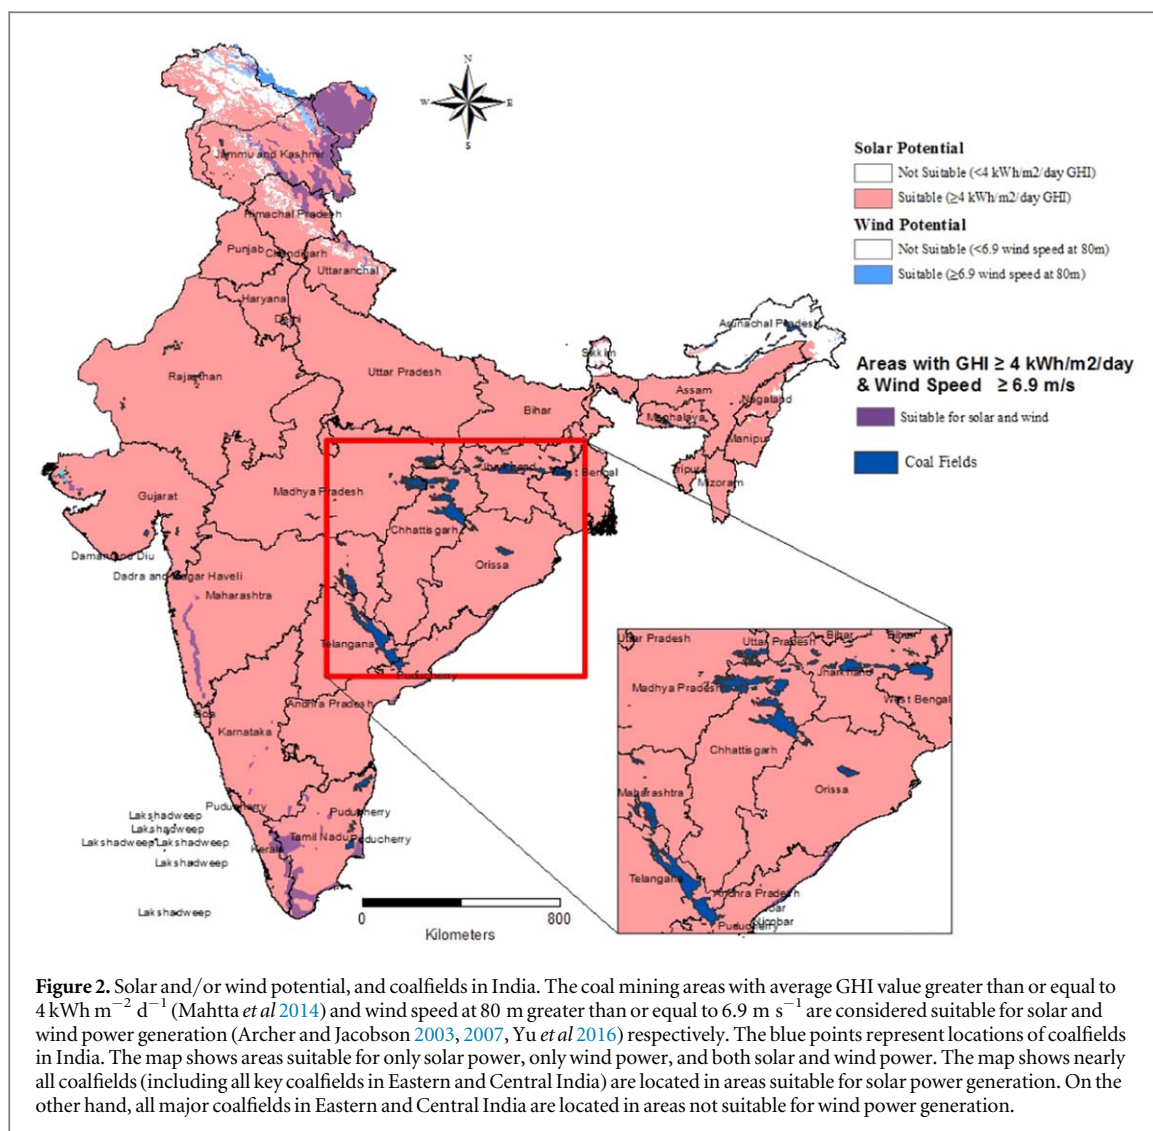 N
W
E
S
Solar Potential
Not Suitable (<4 kWh/m2/day GHI)
Suitable (≥4 kWh/m2/day GHI)
Wind Potential
Not Suitable (<6.9 wind speed at 80m)
Suitable (≥6.9 wind speed at 80m)
Areas with GHI ≥ 4 kWh/m2/day
& Wind Speed ≥ 6.9 m/s
Suitable for solar and wind
Coal Fields
Jammu and Kashmir
Himachal Pradesh
Punjab
Chandigarh
Uttaranchal
Haryana
Delhi
Rajasthan
Uttar Pradesh
Bihar
Sikkim
Arunachal Pradesh
Assam
Nagaland
Meghalaya
Manipur
Tripura
Mizoram
Gujarat
Madhya Pradesh
Jharkhand
West Bengal
Chhattisgarh
Orissa
Daman and Diu
Dadra and Nagar Haveli
Maharashtra
Telangana
Puducherry
Goa
Andhra Pradesh
Karnataka
Puducherry
Puducherry
Lakshadweep
Lakshadweep
Lakshadweep
Lakshadweep
Tamil Nadu
Puducherry
Kerala
Lakshadweep
Lakshadweep
0
800
Kilometers
Uttar Pradesh
Uttar Pradesh
Bihar
Bihar
Madhya Pradesh
Jharkhand
West Bengal
Chhattisgarh
Maharashtra
Orissa
Telangana
Andhra Pradesh
Nicobar
Puducherry
Figure 2. Solar and/or wind potential, and coalfields in India. The coal mining areas with average GHI value greater than or equal to
4 kWh m⁻² d⁻¹ (Mahtta et al 2014) and wind speed at 80 m greater than or equal to 6.9 m s⁻¹ are considered suitable for solar and
wind power generation (Archer and Jacobson 2003, 2007, Yu et al 2016) respectively. The blue points represent locations of coalfields
in India. The map shows areas suitable for only solar power, only wind power, and both solar and wind power. The map shows nearly
all coalfields (including all key coalfields in Eastern and Central India) are located in areas suitable for solar power generation. On the
other hand, all major coalfields in Eastern and Central India are located in areas not suitable for wind power generation.